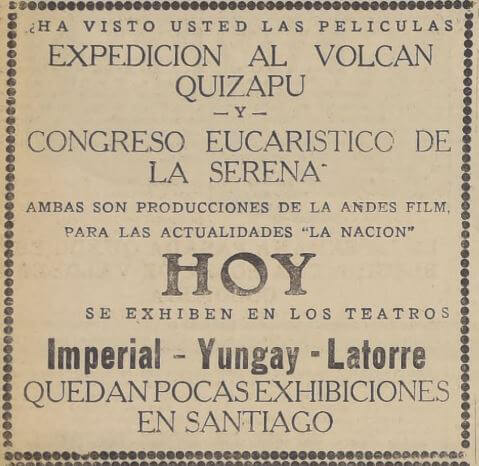 ¿HA VISTO USTED LAS PELICULAS
EXPEDICION AL VOLCAN
QUIZAPU
— Y —
CONGRESO EUCARISTICO DE
LA SERENA
AMBAS SON PRODUCCIONES DE LA ANDES FILM,
PARA LAS ACTUALIDADES "LA NACION"
HOY
SE EXHIBEN EN LOS TEATROS
Imperial - Yungay - Latorre
QUEDAN POCAS EXHIBICIONES
EN SANTIAGO